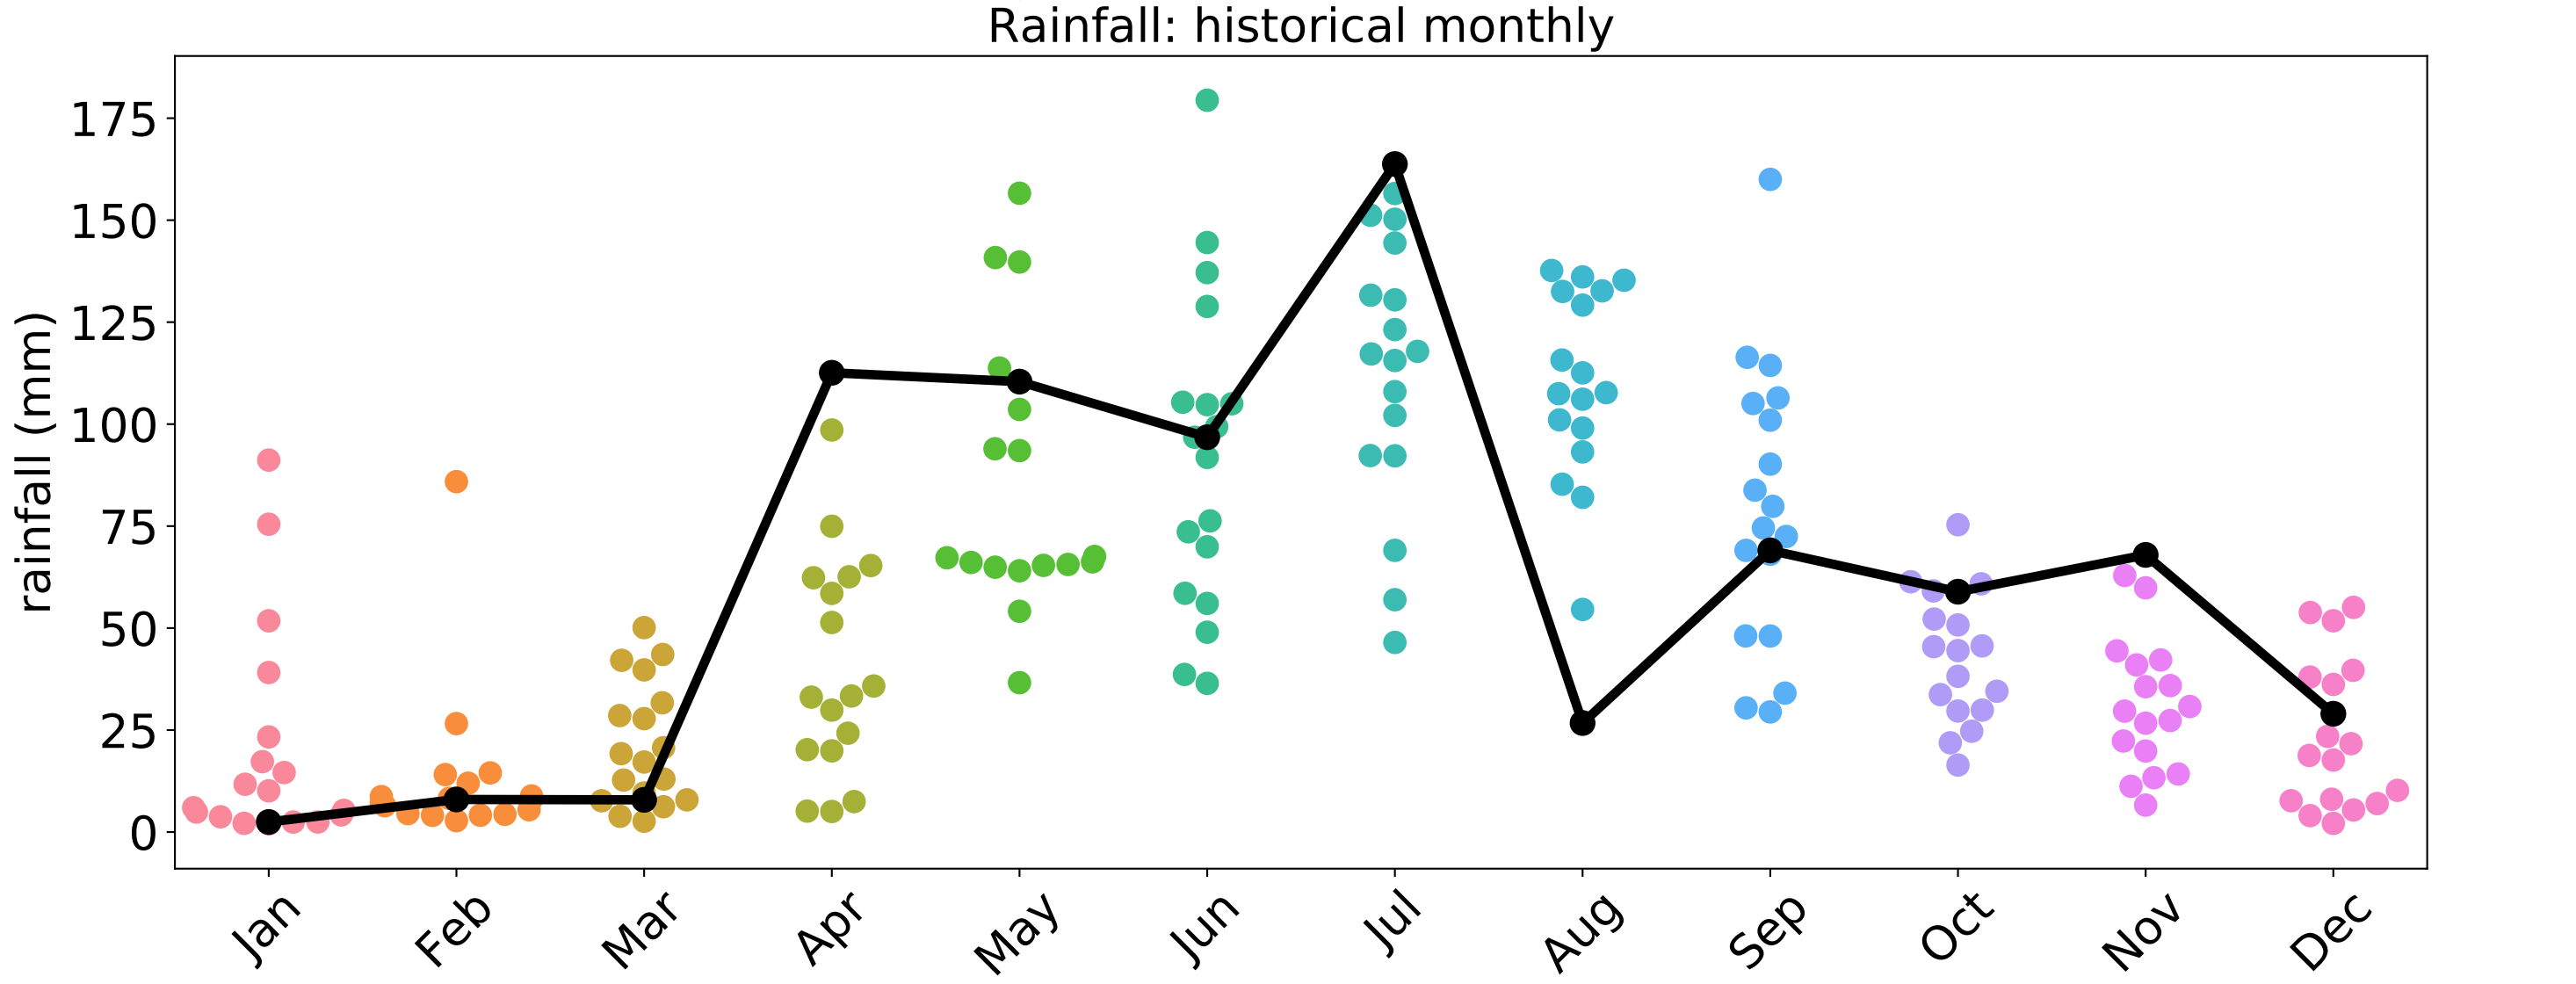 Rainfall: historical monthly
rainfall (mm)
175
150
125
100
75
50
25
0
Jan
Feb
Mar
Apr
May
Jun
Jul
Aug
Sep
Oct
Nov
Dec